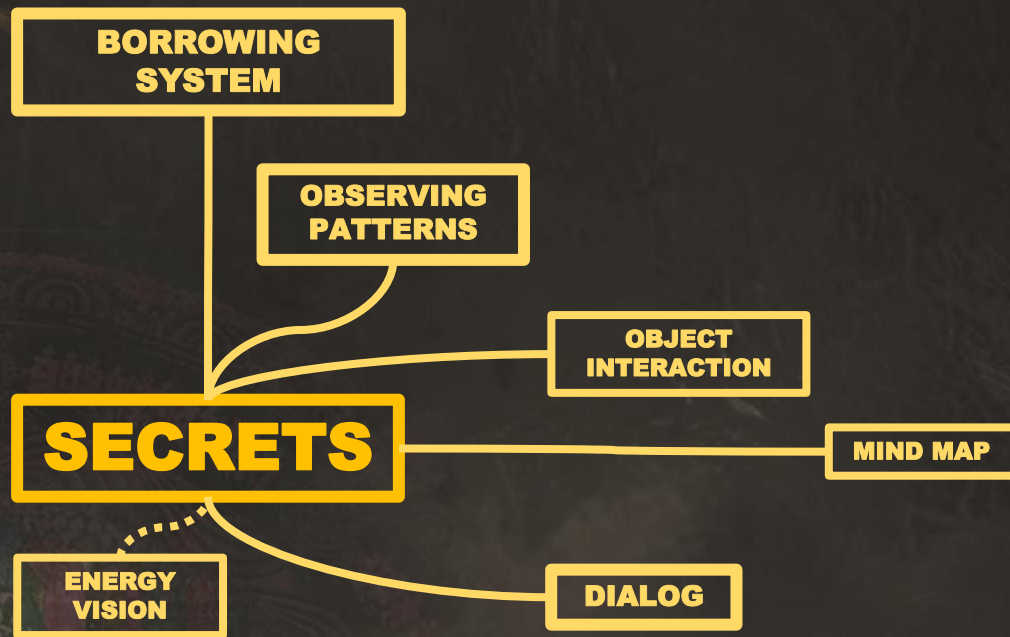 BORROWING
SYSTEM
OBSERVING
PATTERNS
OBJECT
INTERACTION
SECRETS
MIND MAP
ENERGY
VISION
DIALOG